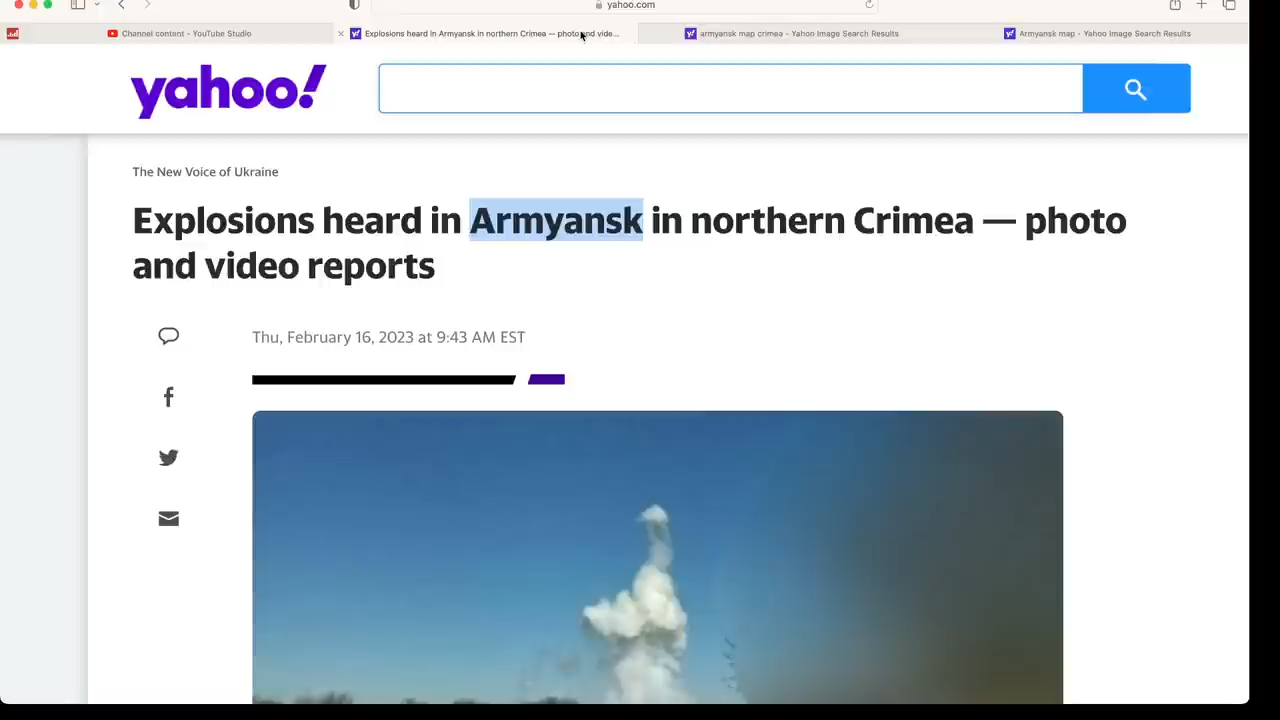 yahoo.com
Channel content - YouTube Studio
Explosions heard in Armyansk in northern Crimea — photo and vide...
armyansk map crimea - Yahoo Image Search Results
Armyansk map - Yahoo Image Search Results
yahoo!
The New Voice of Ukraine
Explosions heard in Armyansk in northern Crimea — photo
and video reports
Thu, February 16, 2023 at 9:43 AM EST